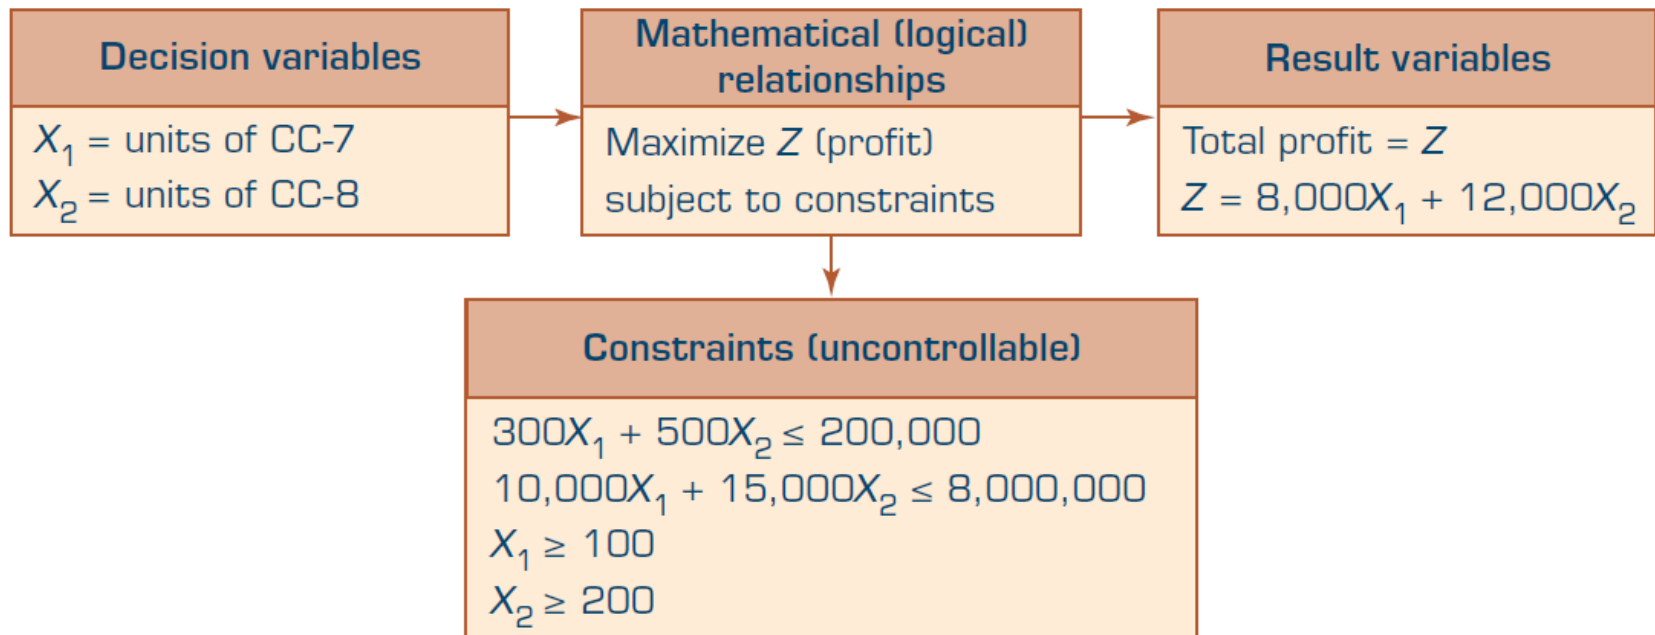 Decision variables
X₁ = units of CC-7
X₂ = units of CC-8
Mathematical (logical)
relationships
Maximize Z (profit)
subject to constraints
Result variables
Total profit = Z
Z = 8,000X₁ + 12,000X₂
Constraints (uncontrollable)
300X₁ + 500X₂ ≤ 200,000
10,000X₁ + 15,000X₂ ≤ 8,000,000
X₁ ≥ 100
X₂ ≥ 200